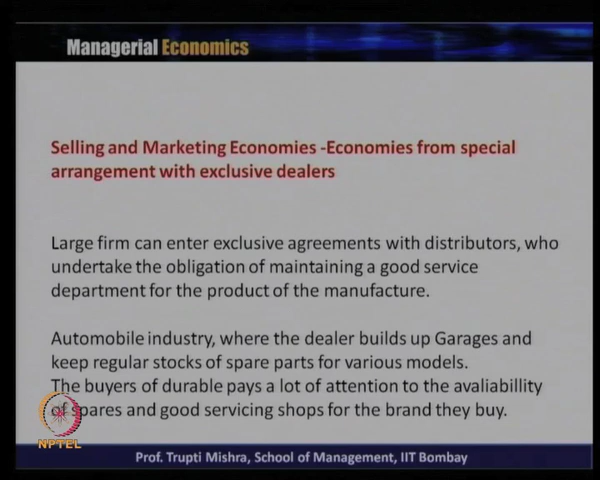 Managerial Economics
Selling and Marketing Economies -Economies from special
arrangement with exclusive dealers
Large firm can enter exclusive agreements with distributors, who
undertake the obligation of maintaining a good service
department for the product of the manufacture.
Automobile industry, where the dealer builds up Garages and
keep regular stocks of spare parts for various models.
The buyers of durable pays a lot of attention to the avaliabillity
of spares and good servicing shops for the brand they buy.
NPTEL
Prof. Trupti Mishra, School of Management, IIT Bombay